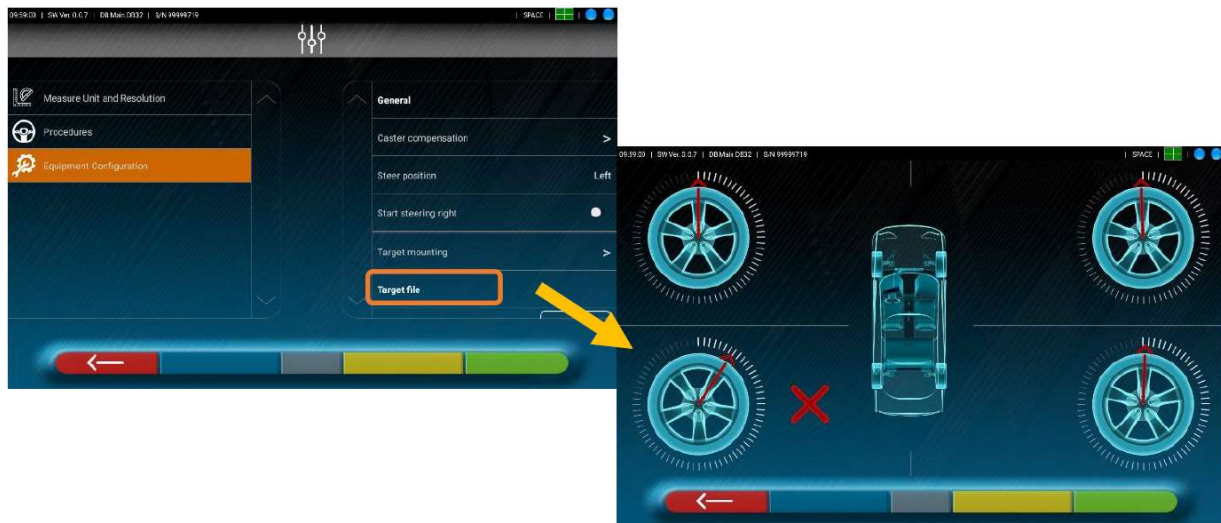 09:59:00 | SW Ver. 0.0.7 | DB Main DB32 | S/N 99999719
| SPACE |
Measure Unit and Resolution
Procedures
Equipment Configuration
General
Caster compensation >
Steer position Left
Start steering right
Target mounting >
Target file
09:59:00 | SW Ver. 0.0.7 | DB Main DB32 | S/N 99999719
| SPACE |